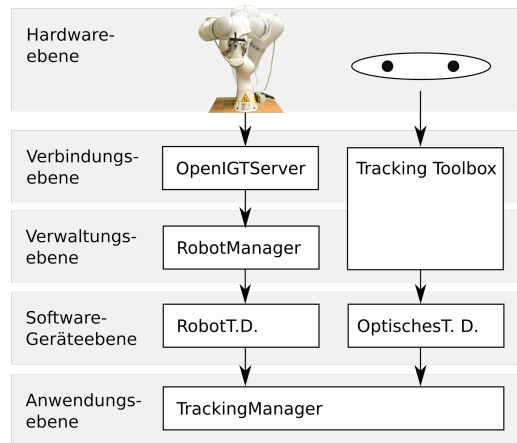 Hardware-
ebene
Verbindungs-
ebene
OpenIGTServer
Tracking Toolbox
Verwaltungs-
ebene
RobotManager
Software-
Geräteebene
RobotT.D.
OptischesT. D.
Anwendungs-
ebene
TrackingManager